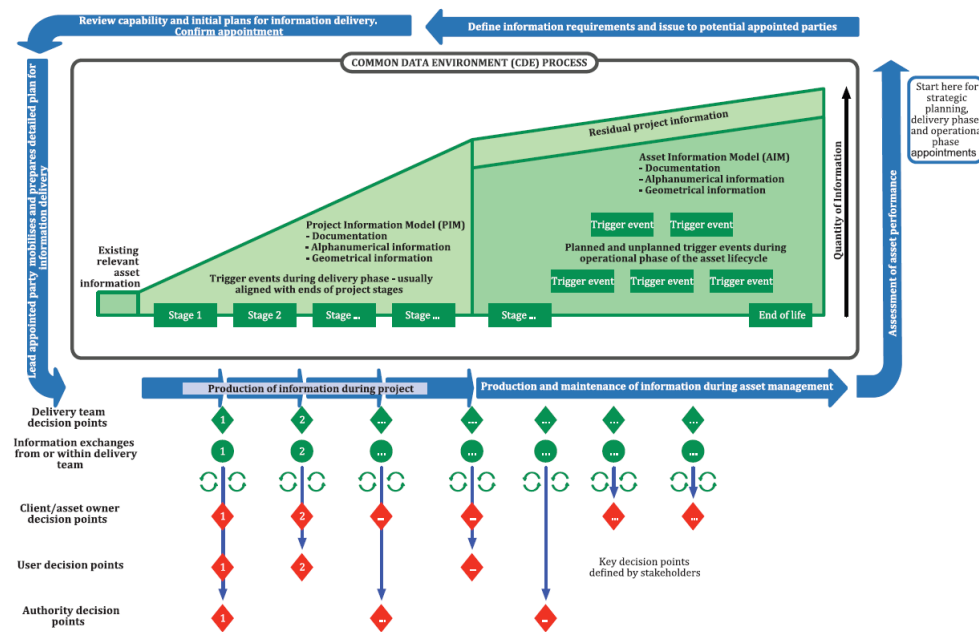 Review capability and initial plans for information delivery.
Confirm appointment
Define information requirements and issue to potential appointed parties
Lead appointed party mobilises and prepares detailed plan for
information delivery
COMMON DATA ENVIRONMENT (CDE) PROCESS
Start here for
strategic
planning,
delivery phase
and operationa
phase
appointments
Assessment of asset performance
Quantity of Information
Residual project information
Asset Information Model (AIM)
- Documentation
- Alphanumerical information
- Geometrical information
Project Information Model (PIM)
- Documentation
- Alphanumerical information
- Geometrical information
Trigger event
Trigger event
Planned and unplanned trigger events during
operational phase of the asset lifecycle
Trigger event
Trigger event
Trigger event
Existing
relevant
asset
information
Trigger events during delivery phase - usually
aligned with ends of project stages
Stage 1
Stage 2
Stage ...
Stage ...
Stage ...
End of life
Production of information during project
Production and maintenance of information during asset management
Delivery team
decision points
1
2
...
...
...
...
...
Information exchanges
from or within delivery
team
1
2
...
...
...
...
...
Client/asset owner
decision points
1
2
...
...
...
...
User decision points
1
2
...
Key decision points
defined by stakeholders
Authority decision
points
1
...
...